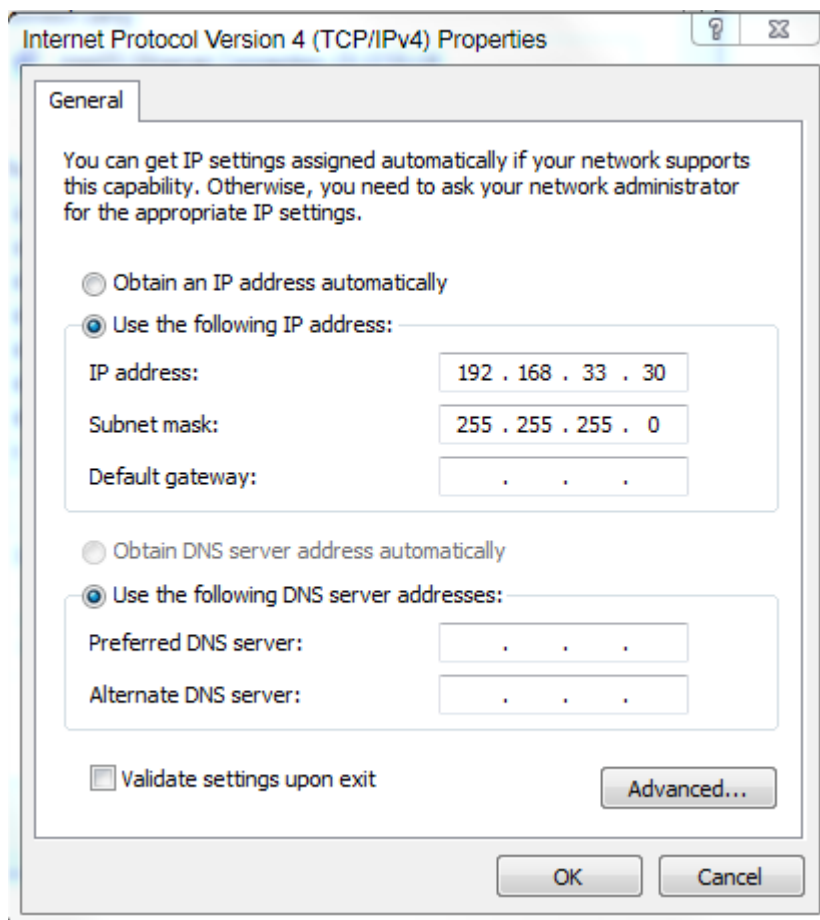 Internet Protocol Version 4 (TCP/IPv4) Properties
General
You can get IP settings assigned automatically if your network supports
this capability. Otherwise, you need to ask your network administrator
for the appropriate IP settings.
Obtain an IP address automatically
Use the following IP address:
IP address: 192 . 168 . 33 . 30
Subnet mask: 255 . 255 . 255 . 0
Default gateway: . . .
Obtain DNS server address automatically
Use the following DNS server addresses:
Preferred DNS server: . . .
Alternate DNS server: . . .
Validate settings upon exit
Advanced...
OK Cancel